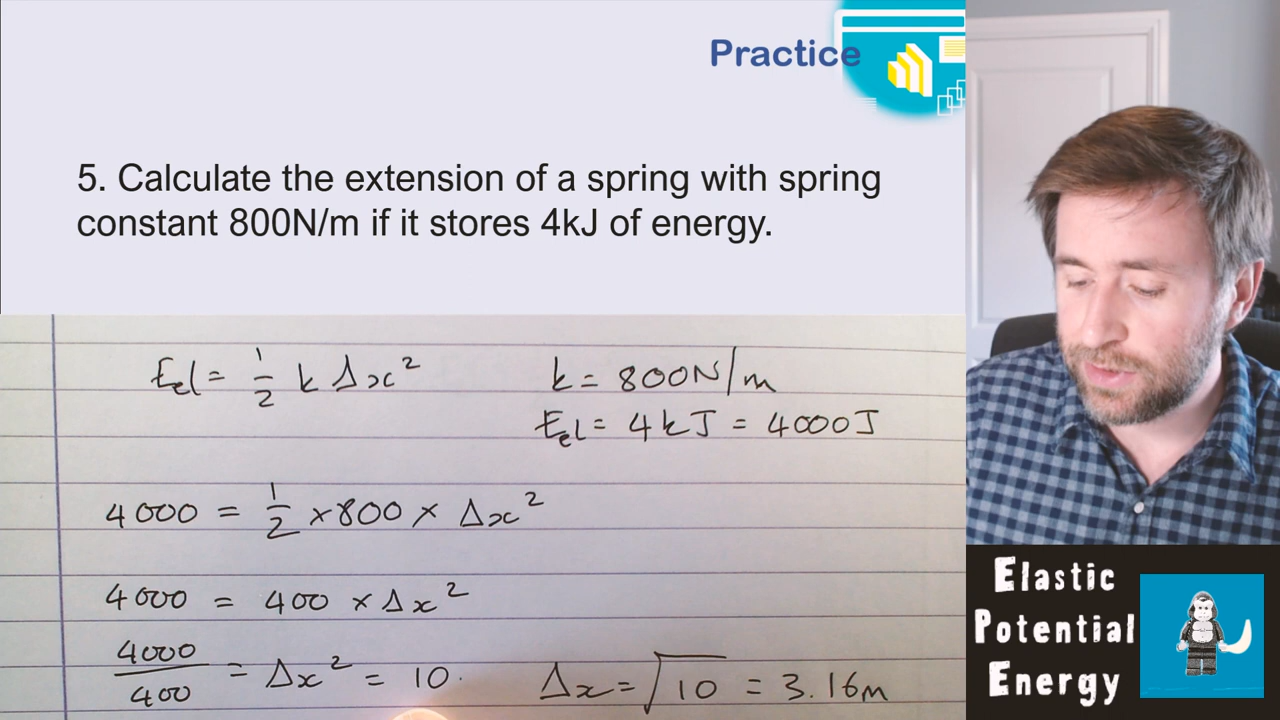 Practice
5. Calculate the extension of a spring with spring
constant 800N/m if it stores 4kJ of energy.
Eel = 1/2 k Δx²
k = 800N/m
Eel = 4kJ = 4000J
4000 = 1/2 × 800 × Δx²
4000 = 400 × Δx²
4000/400 = Δx² = 10.
Δx = √10 = 3.16m
Elastic
Potential
Energy